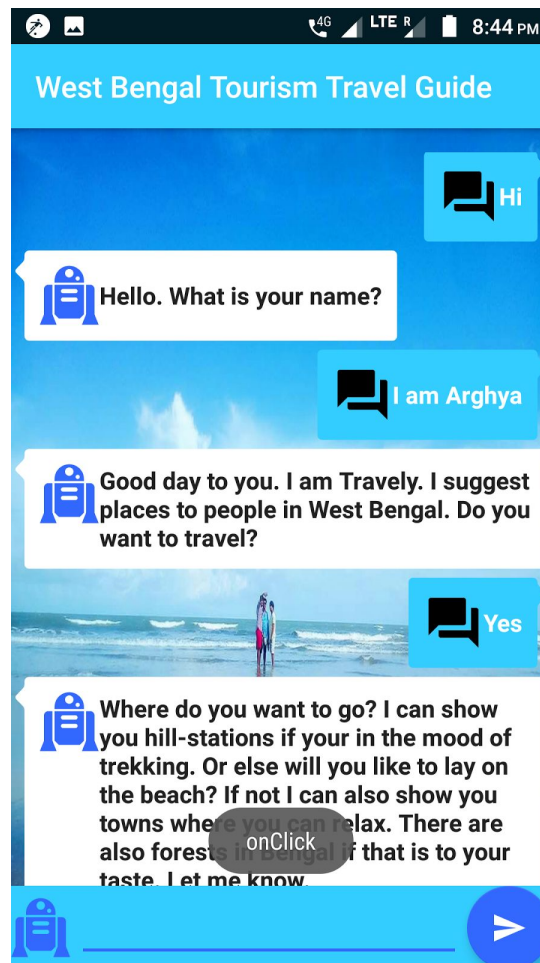 4G LTE R 8:44 PM
West Bengal Tourism Travel Guide
Hi
Hello. What is your name?
I am Arghya
Good day to you. I am Travely. I suggest
places to people in West Bengal. Do you
want to travel?
Yes
Where do you want to go? I can show
you hill-stations if your in the mood of
trekking. Or else will you like to lay on
the beach? If not I can also show you
towns where you can relax. There are
also forests in Bengal if that is to your
taste. Let me know.
onClick